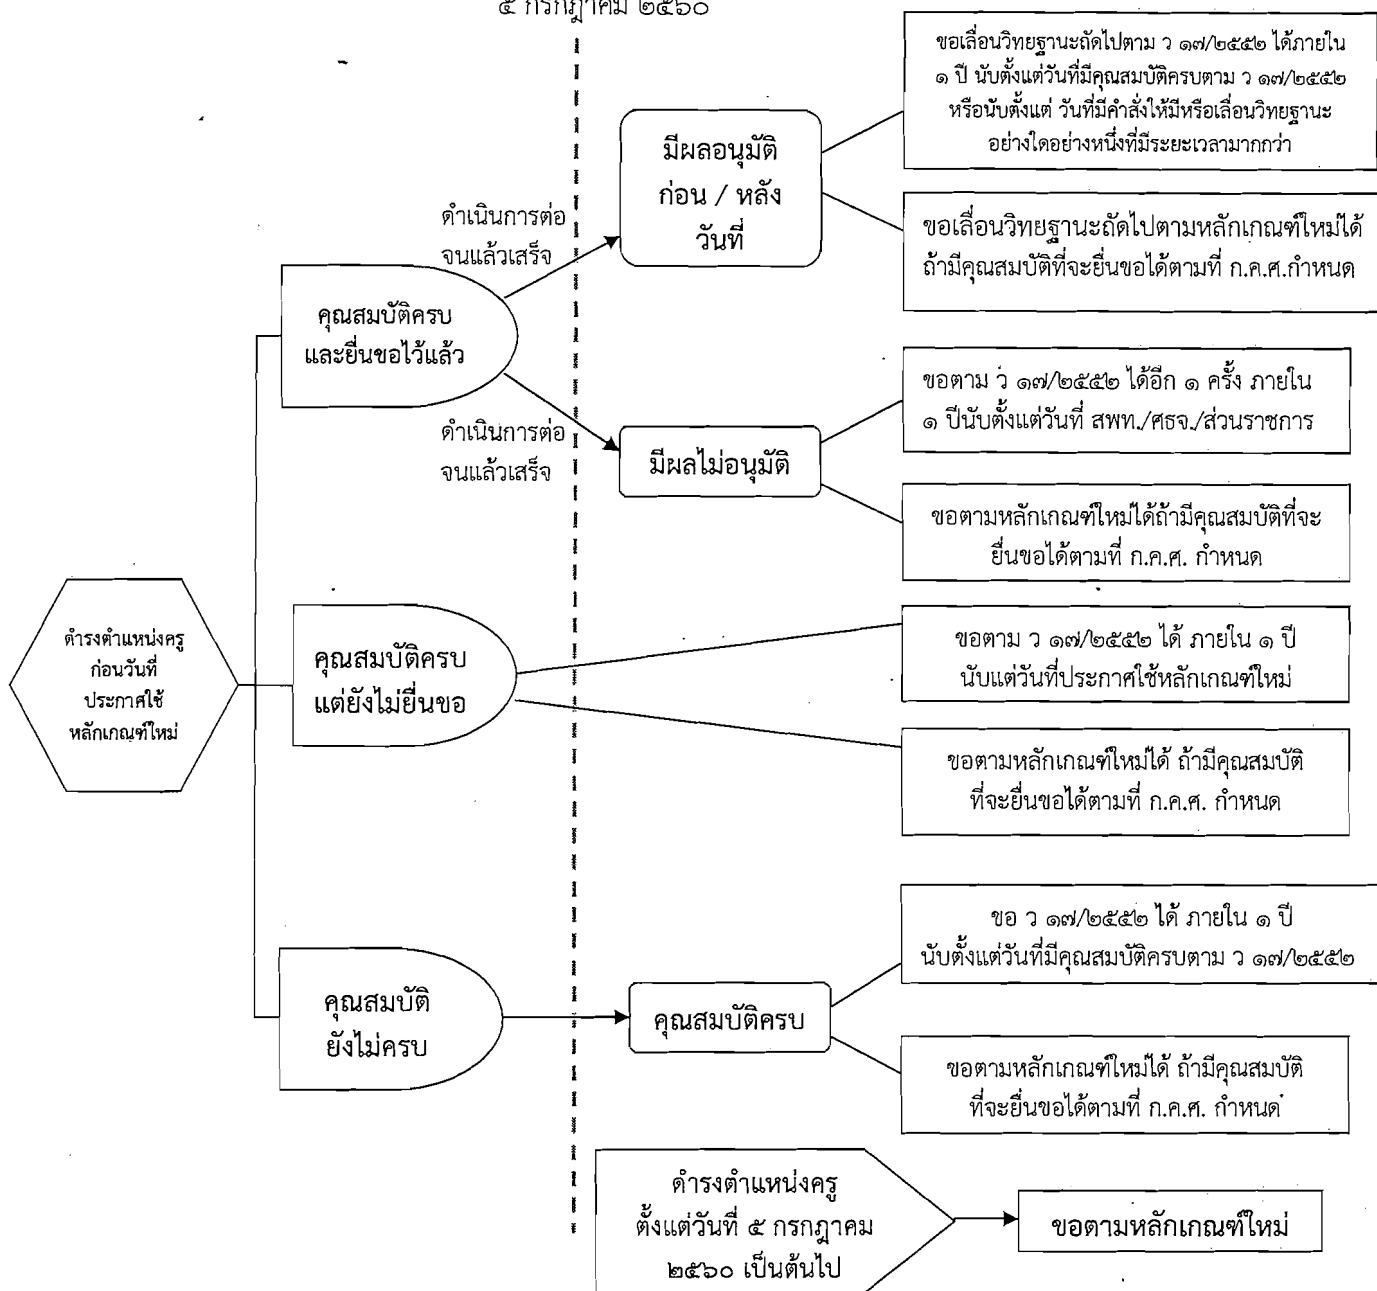 ๕ กรกฎาคม ๒๕๖๐
ขอเลื่อนวิทยฐานะถัดไปตาม ว ๑๗/๒๕๕๒ ได้ภายใน
๑ ปี นับตั้งแต่วันที่มีคุณสมบัติครบตาม ว ๑๗/๒๕๕๒
หรือนับตั้งแต่ วันที่มีคำสั่งให้มีหรือเลื่อนวิทยฐานะ
อย่างใดอย่างหนึ่งที่มีระยะเวลามากกว่า
มีผลอนุมัติ
ก่อน / หลัง
วันที่
ขอเลื่อนวิทยฐานะถัดไปตามหลักเกณฑ์ใหม่ได้
ถ้ามีคุณสมบัติที่จะยื่นขอได้ตามที่ ก.ค.ศ.กำหนด
ดำเนินการต่อ
จนแล้วเสร็จ
คุณสมบัติครบ
และยื่นขอไว้แล้ว
ดำเนินการต่อ
จนแล้วเสร็จ
มีผลไม่อนุมัติ
ขอตาม ว ๑๗/๒๕๕๒ ได้อีก ๑ ครั้ง ภายใน
๑ ปีนับตั้งแต่วันที่ สพท./ศธจ./ส่วนราชการ
ขอตามหลักเกณฑ์ใหม่ได้ถ้ามีคุณสมบัติที่จะ
ยื่นขอได้ตามที่ ก.ค.ศ. กำหนด
ดำรงตำแหน่งครู
ก่อนวันที่
ประกาศใช้
หลักเกณฑ์ใหม่
คุณสมบัติครบ
แต่ยังไม่ยื่นขอ
ขอตาม ว ๑๗/๒๕๕๒ ได้ ภายใน ๑ ปี
นับแต่วันที่ประกาศใช้หลักเกณฑ์ใหม่
ขอตามหลักเกณฑ์ใหม่ได้ ถ้ามีคุณสมบัติ
ที่จะยื่นขอได้ตามที่ ก.ค.ศ. กำหนด
คุณสมบัติ
ยังไม่ครบ
คุณสมบัติครบ
ขอ ว ๑๗/๒๕๕๒ ได้ ภายใน ๑ ปี
นับตั้งแต่วันที่มีคุณสมบัติครบตาม ว ๑๗/๒๕๕๒
ขอตามหลักเกณฑ์ใหม่ได้ ถ้ามีคุณสมบัติ
ที่จะยื่นขอได้ตามที่ ก.ค.ศ. กำหนด
ดำรงตำแหน่งครู
ตั้งแต่วันที่ ๕ กรกฎาคม
๒๕๖๐ เป็นต้นไป
ขอตามหลักเกณฑ์ใหม่